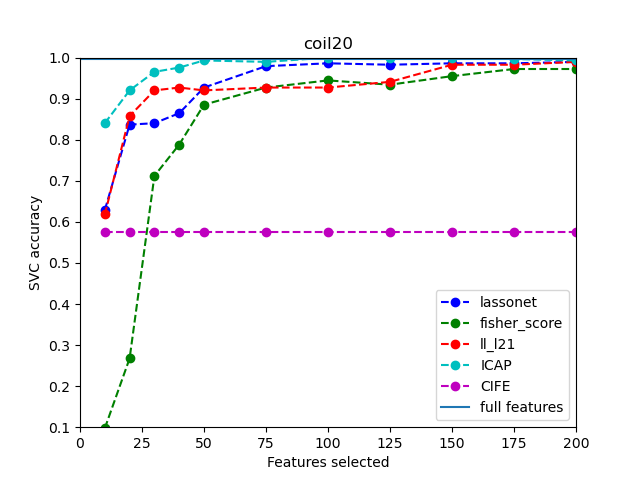 coil20
SVC accuracy
1.0
0.9
0.8
0.7
0.6
0.5
0.4
0.3
0.2
0.1
lassonet
fisher_score
ll_l21
ICAP
CIFE
full features
0 25 50 75 100 125 150 175 200
Features selected